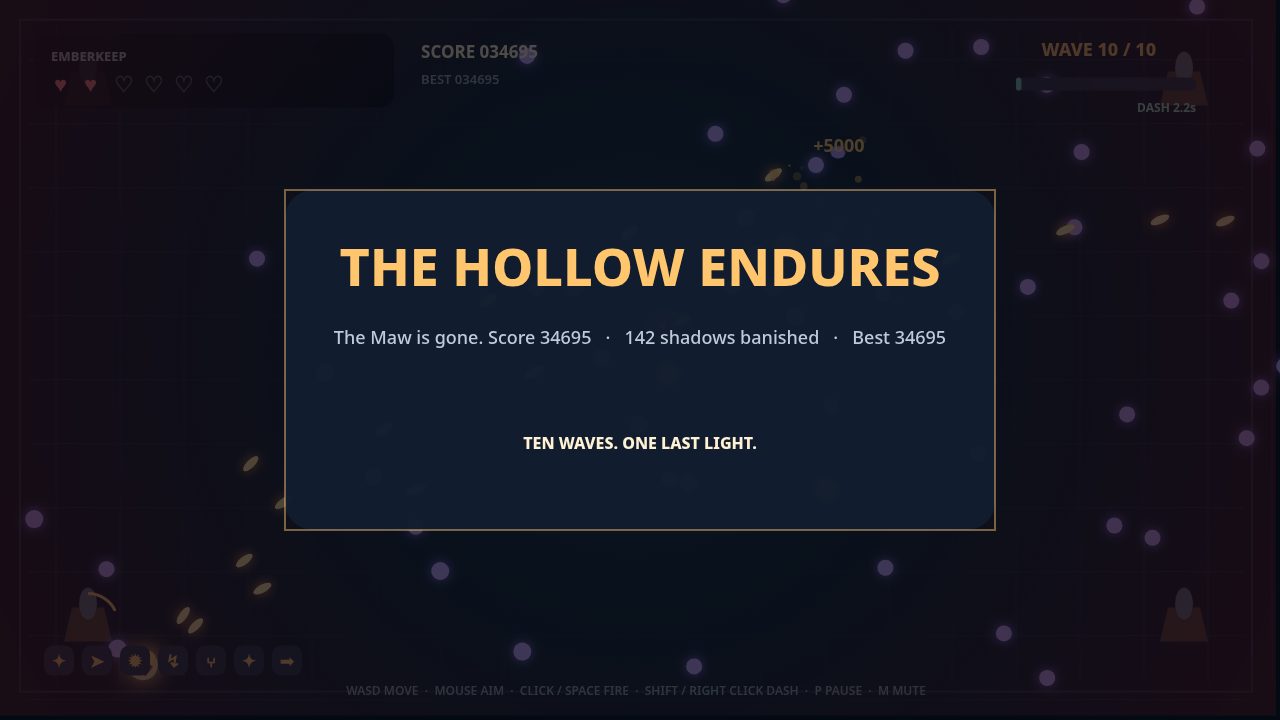 EMBERKEEP
SCORE 034695
BEST 034695
WAVE 10 / 10
DASH 2.2s
+5000
THE HOLLOW ENDURES
The Maw is gone. Score 34695 · 142 shadows banished · Best 34695
TEN WAVES. ONE LAST LIGHT.
WASD MOVE · MOUSE AIM · CLICK / SPACE FIRE · SHIFT / RIGHT CLICK DASH · P PAUSE · M MUTE